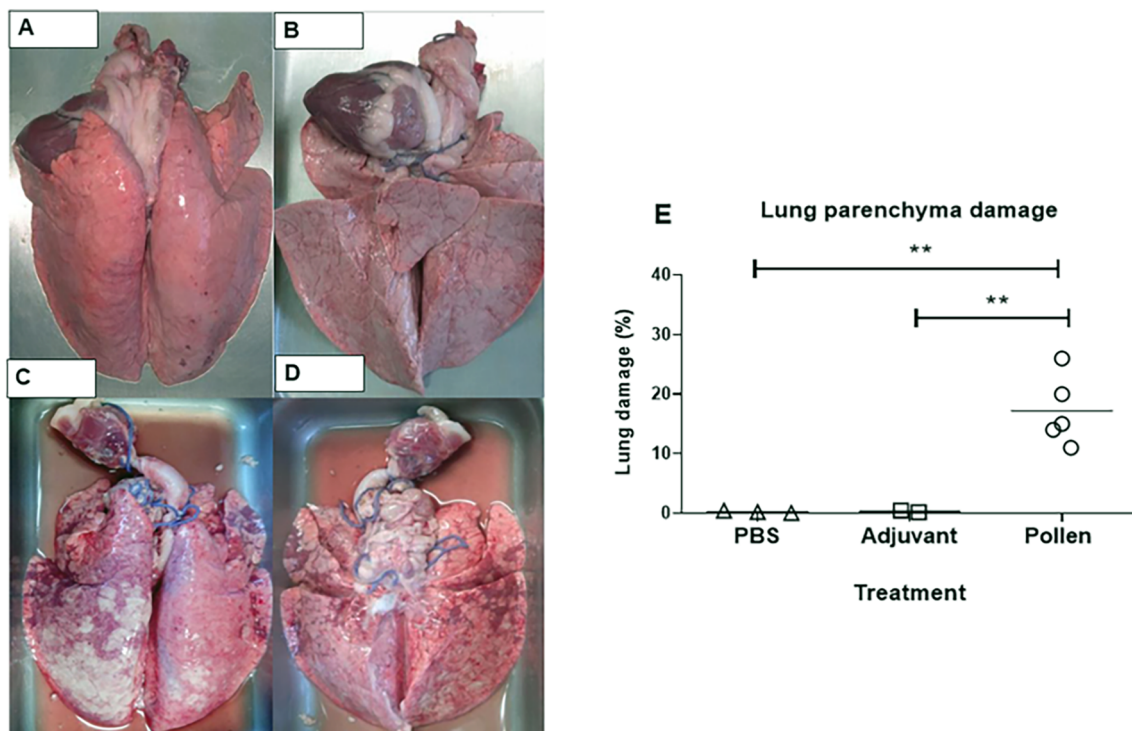 A
B
C
D
E
Lung parenchyma damage
**
**
Lung damage (%)
40
30
20
10
0
PBS
Adjuvant
Pollen
Treatment